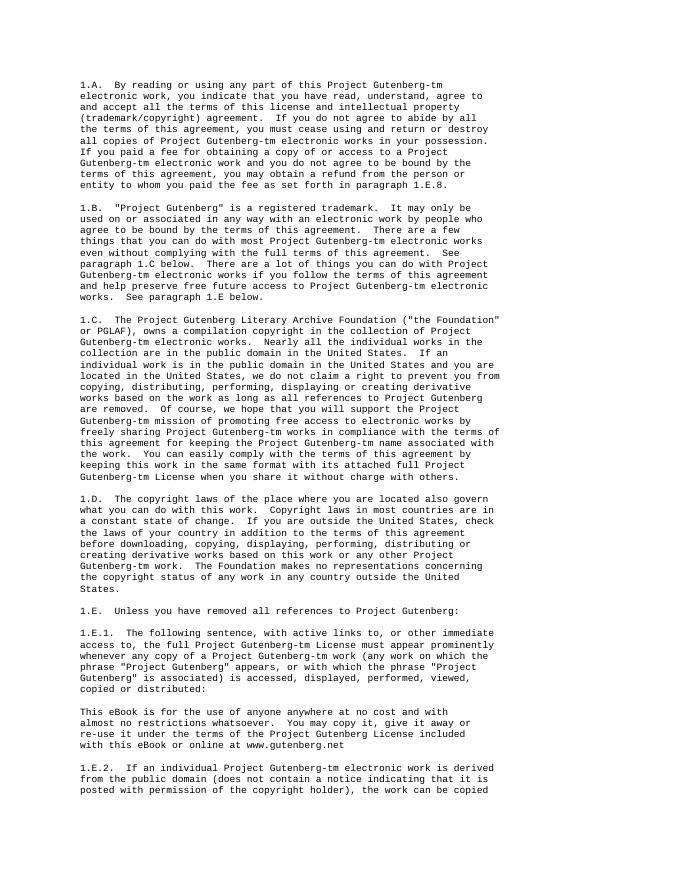 1.A.  By reading or using any part of this Project Gutenberg-tm
electronic work, you indicate that you have read, understand, agree to
and accept all the terms of this license and intellectual property
(trademark/copyright) agreement.  If you do not agree to abide by all
the terms of this agreement, you must cease using and return or destroy
all copies of Project Gutenberg-tm electronic works in your possession.
If you paid a fee for obtaining a copy of or access to a Project
Gutenberg-tm electronic work and you do not agree to be bound by the
terms of this agreement, you may obtain a refund from the person or
entity to whom you paid the fee as set forth in paragraph 1.E.8.

1.B.  "Project Gutenberg" is a registered trademark.  It may only be
used on or associated in any way with an electronic work by people who
agree to be bound by the terms of this agreement.  There are a few
things that you can do with most Project Gutenberg-tm electronic works
even without complying with the full terms of this agreement.  See
paragraph 1.C below.  There are a lot of things you can do with Project
Gutenberg-tm electronic works if you follow the terms of this agreement
and help preserve free future access to Project Gutenberg-tm electronic
works.  See paragraph 1.E below.

1.C.  The Project Gutenberg Literary Archive Foundation ("the Foundation"
or PGLAF), owns a compilation copyright in the collection of Project
Gutenberg-tm electronic works.  Nearly all the individual works in the
collection are in the public domain in the United States.  If an
individual work is in the public domain in the United States and you are
located in the United States, we do not claim a right to prevent you from
copying, distributing, performing, displaying or creating derivative
works based on the work as long as all references to Project Gutenberg
are removed.  Of course, we hope that you will support the Project
Gutenberg-tm mission of promoting free access to electronic works by
freely sharing Project Gutenberg-tm works in compliance with the terms of
this agreement for keeping the Project Gutenberg-tm name associated with
the work.  You can easily comply with the terms of this agreement by
keeping this work in the same format with its attached full Project
Gutenberg-tm License when you share it without charge with others.

1.D.  The copyright laws of the place where you are located also govern
what you can do with this work.  Copyright laws in most countries are in
a constant state of change.  If you are outside the United States, check
the laws of your country in addition to the terms of this agreement
before downloading, copying, displaying, performing, distributing or
creating derivative works based on this work or any other Project
Gutenberg-tm work.  The Foundation makes no representations concerning
the copyright status of any work in any country outside the United
States.

1.E.  Unless you have removed all references to Project Gutenberg:

1.E.1.  The following sentence, with active links to, or other immediate
access to, the full Project Gutenberg-tm License must appear prominently
whenever any copy of a Project Gutenberg-tm work (any work on which the
phrase "Project Gutenberg" appears, or with which the phrase "Project
Gutenberg" is associated) is accessed, displayed, performed, viewed,
copied or distributed:

This eBook is for the use of anyone anywhere at no cost and with
almost no restrictions whatsoever.  You may copy it, give it away or
re-use it under the terms of the Project Gutenberg License included
with this eBook or online at www.gutenberg.net

1.E.2.  If an individual Project Gutenberg-tm electronic work is derived
from the public domain (does not contain a notice indicating that it is
posted with permission of the copyright holder), the work can be copied